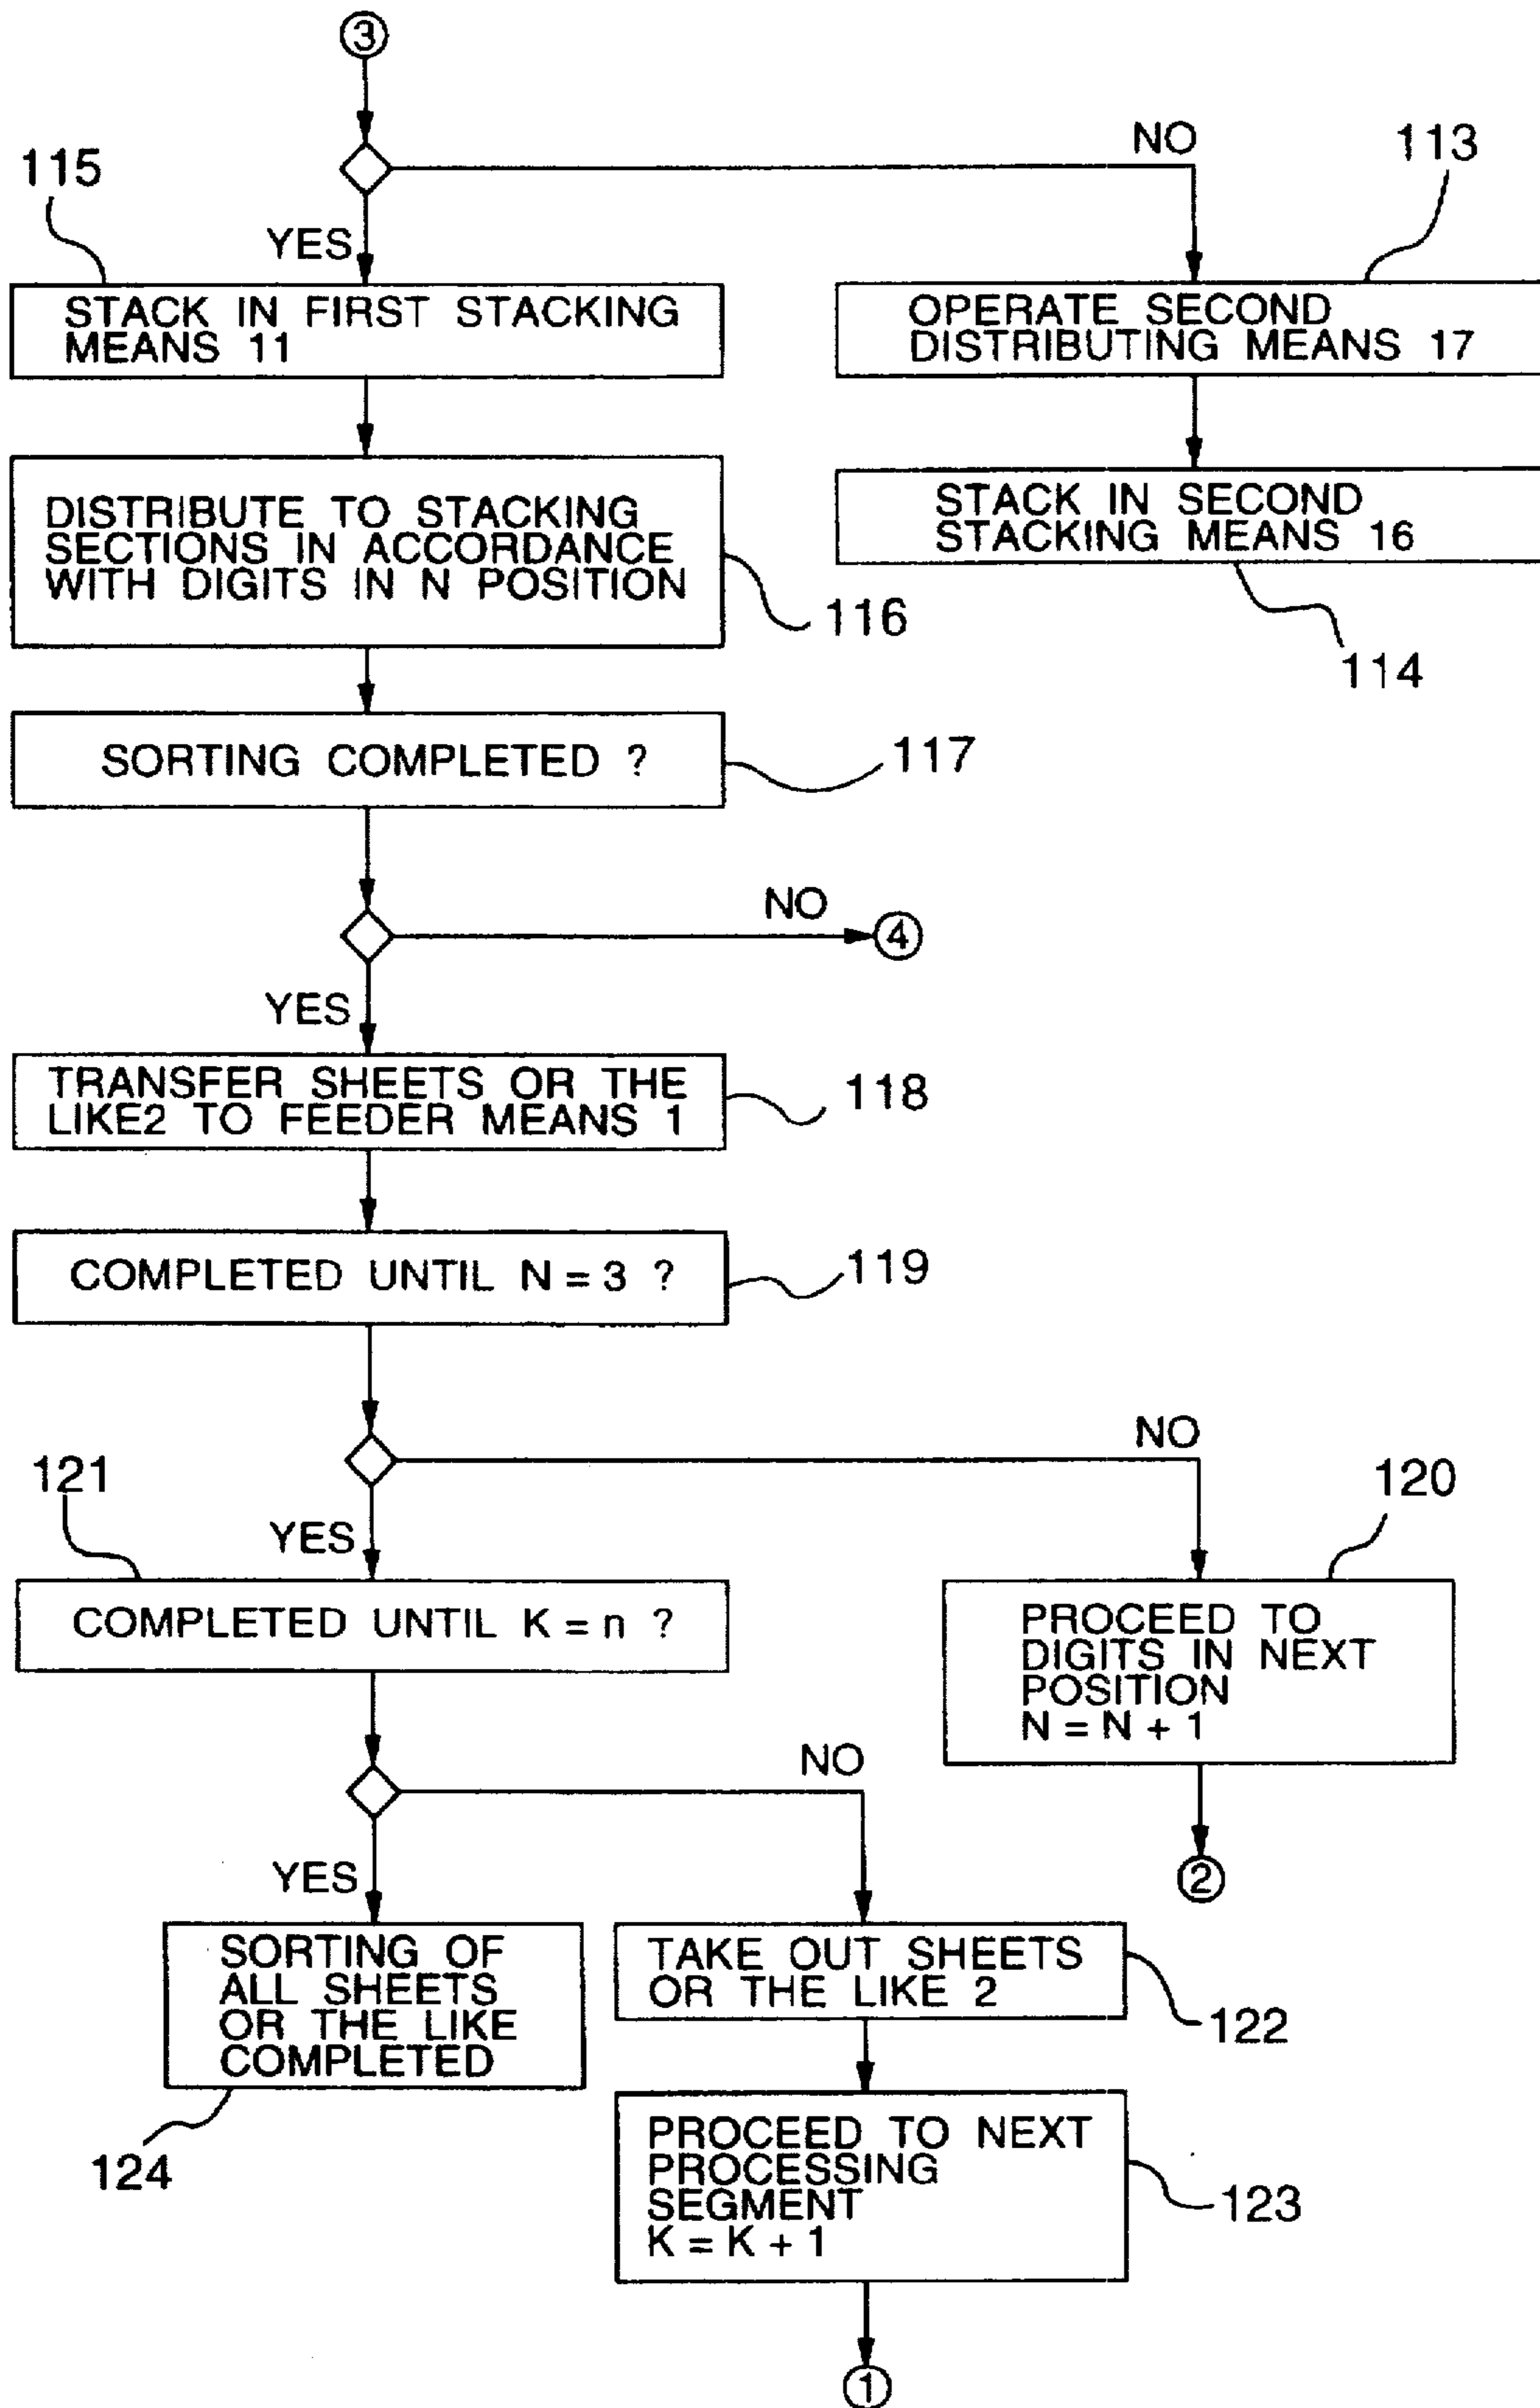 3
NO
113
115
YES
STACK IN FIRST STACKING
MEANS 11
OPERATE SECOND
DISTRIBUTING MEANS 17
DISTRIBUTE TO STACKING
SECTIONS IN ACCORDANCE
WITH DIGITS IN N POSITION
116
STACK IN SECOND
STACKING MEANS 16
114
SORTING COMPLETED ?
117
NO
4
YES
TRANSFER SHEETS OR THE
LIKE2 TO FEEDER MEANS 1
118
COMPLETED UNTIL N = 3 ?
119
NO
120
121
YES
COMPLETED UNTIL K = n ?
PROCEED TO
DIGITS IN NEXT
POSITION
N = N + 1
2
NO
YES
SORTING OF
ALL SHEETS
OR THE LIKE
COMPLETED
124
TAKE OUT SHEETS
OR THE LIKE 2
122
PROCEED TO NEXT
PROCESSING
SEGMENT
K = K + 1
123
1